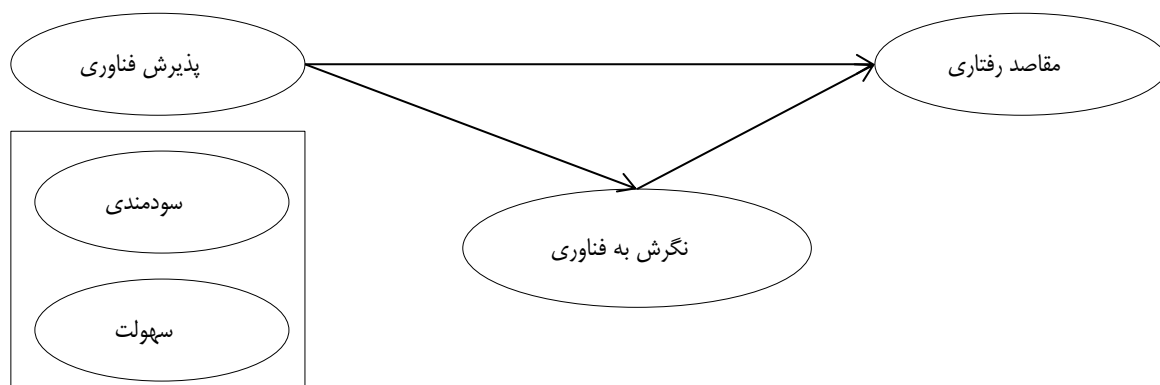 مقاصد رفتاری
پذیرش فناوری
سودمندی
نگرش به فناوری
سهولت